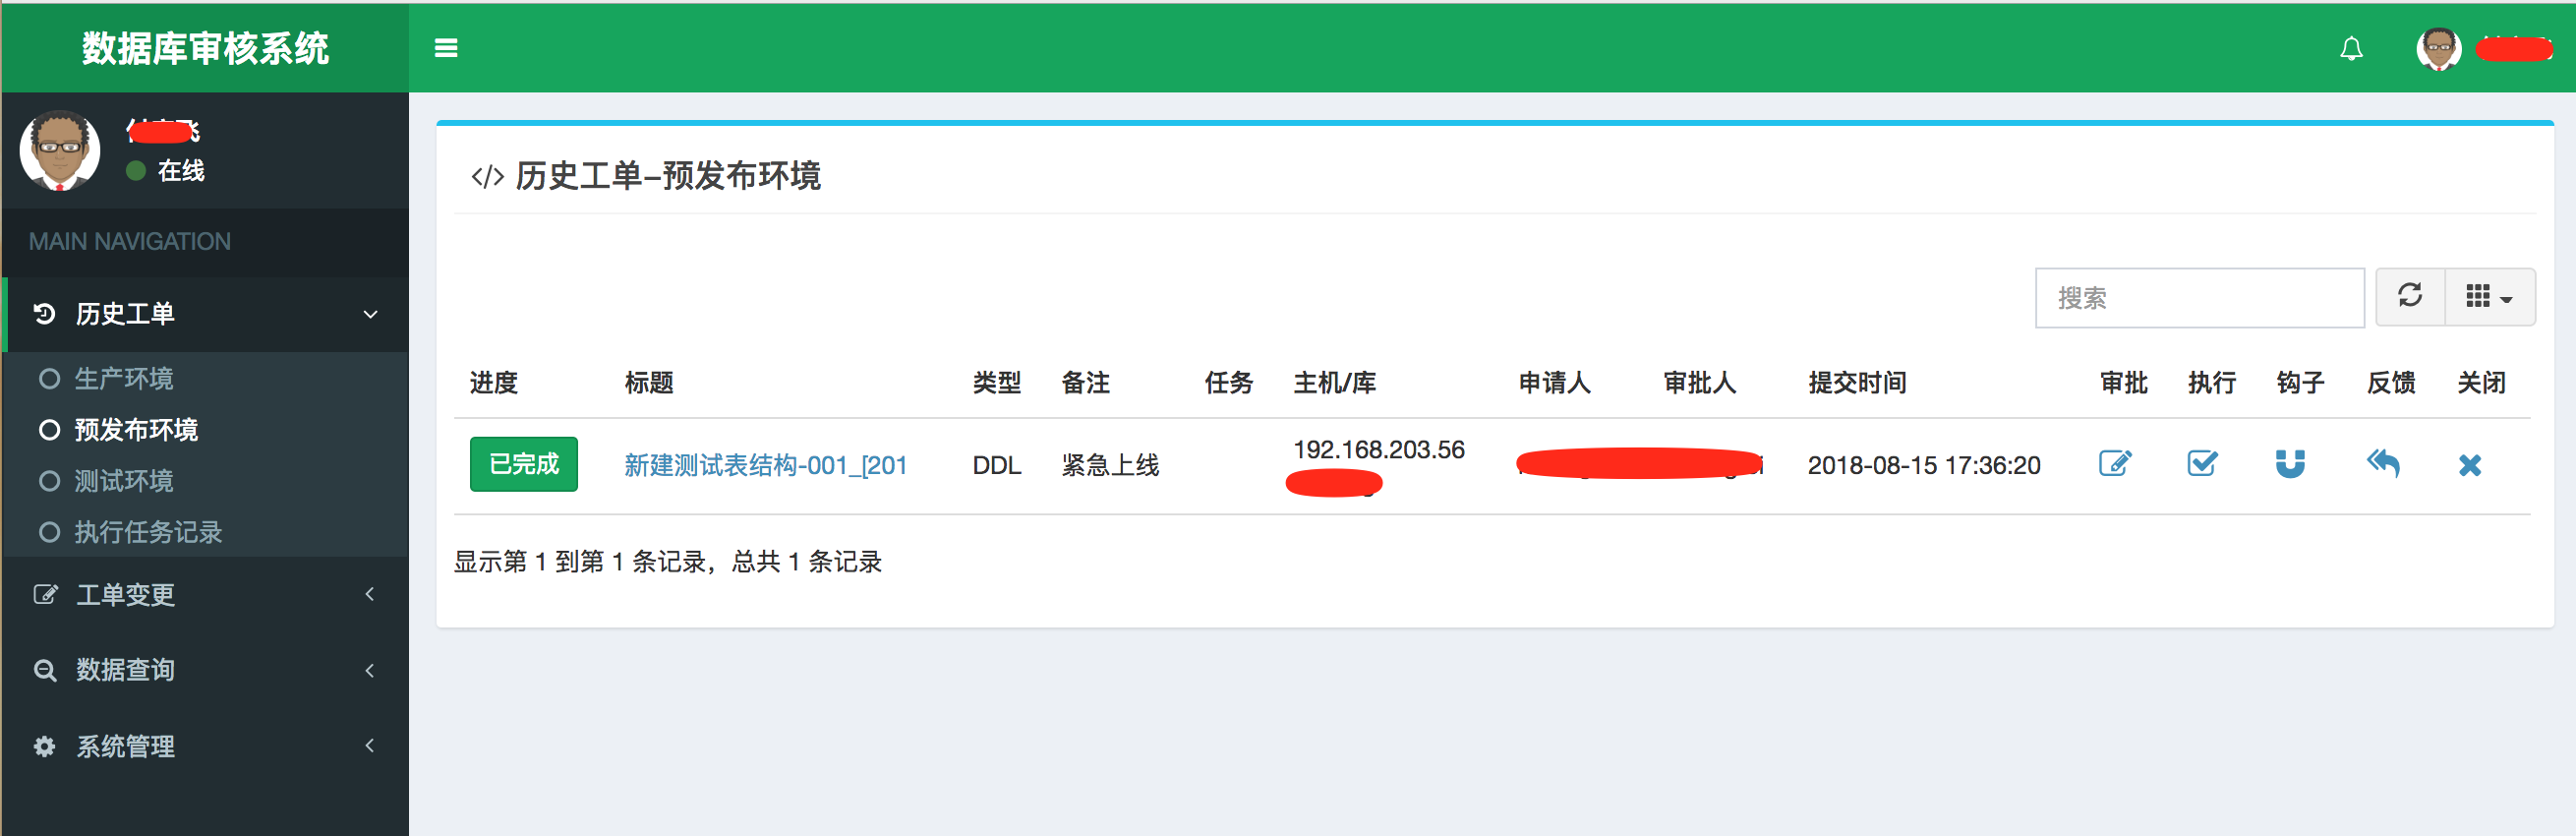 数据库审核系统
在线
MAIN NAVIGATION
历史工单
生产环境
预发布环境
测试环境
执行任务记录
工单变更
数据查询
系统管理
历史工单-预发布环境
搜索
进度 标题 类型 备注 任务 主机/库 申请人 审批人 提交时间 审批 执行 钩子 反馈 关闭
已完成 新建测试表结构-001_[201 DDL 紧急上线 192.168.203.56 2018-08-15 17:36:20
显示第 1 到第 1 条记录，总共 1 条记录